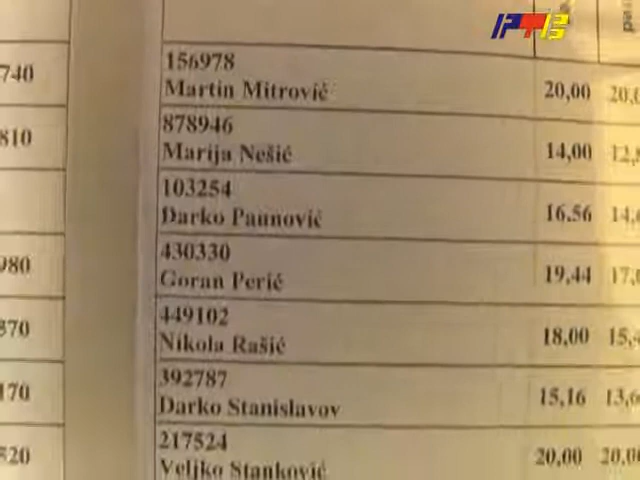 РТВ
740
810
980
370
170
520
156978
Martin Mitrović 20,00
878946
Marija Nešić 14,00
103254
Darko Paunović 16.56
430330
Goran Perić 19,44
449102
Nikola Rašić 18,00
392787
Darko Stanislavov 15,16
217524
Veljko Stanković 20,00